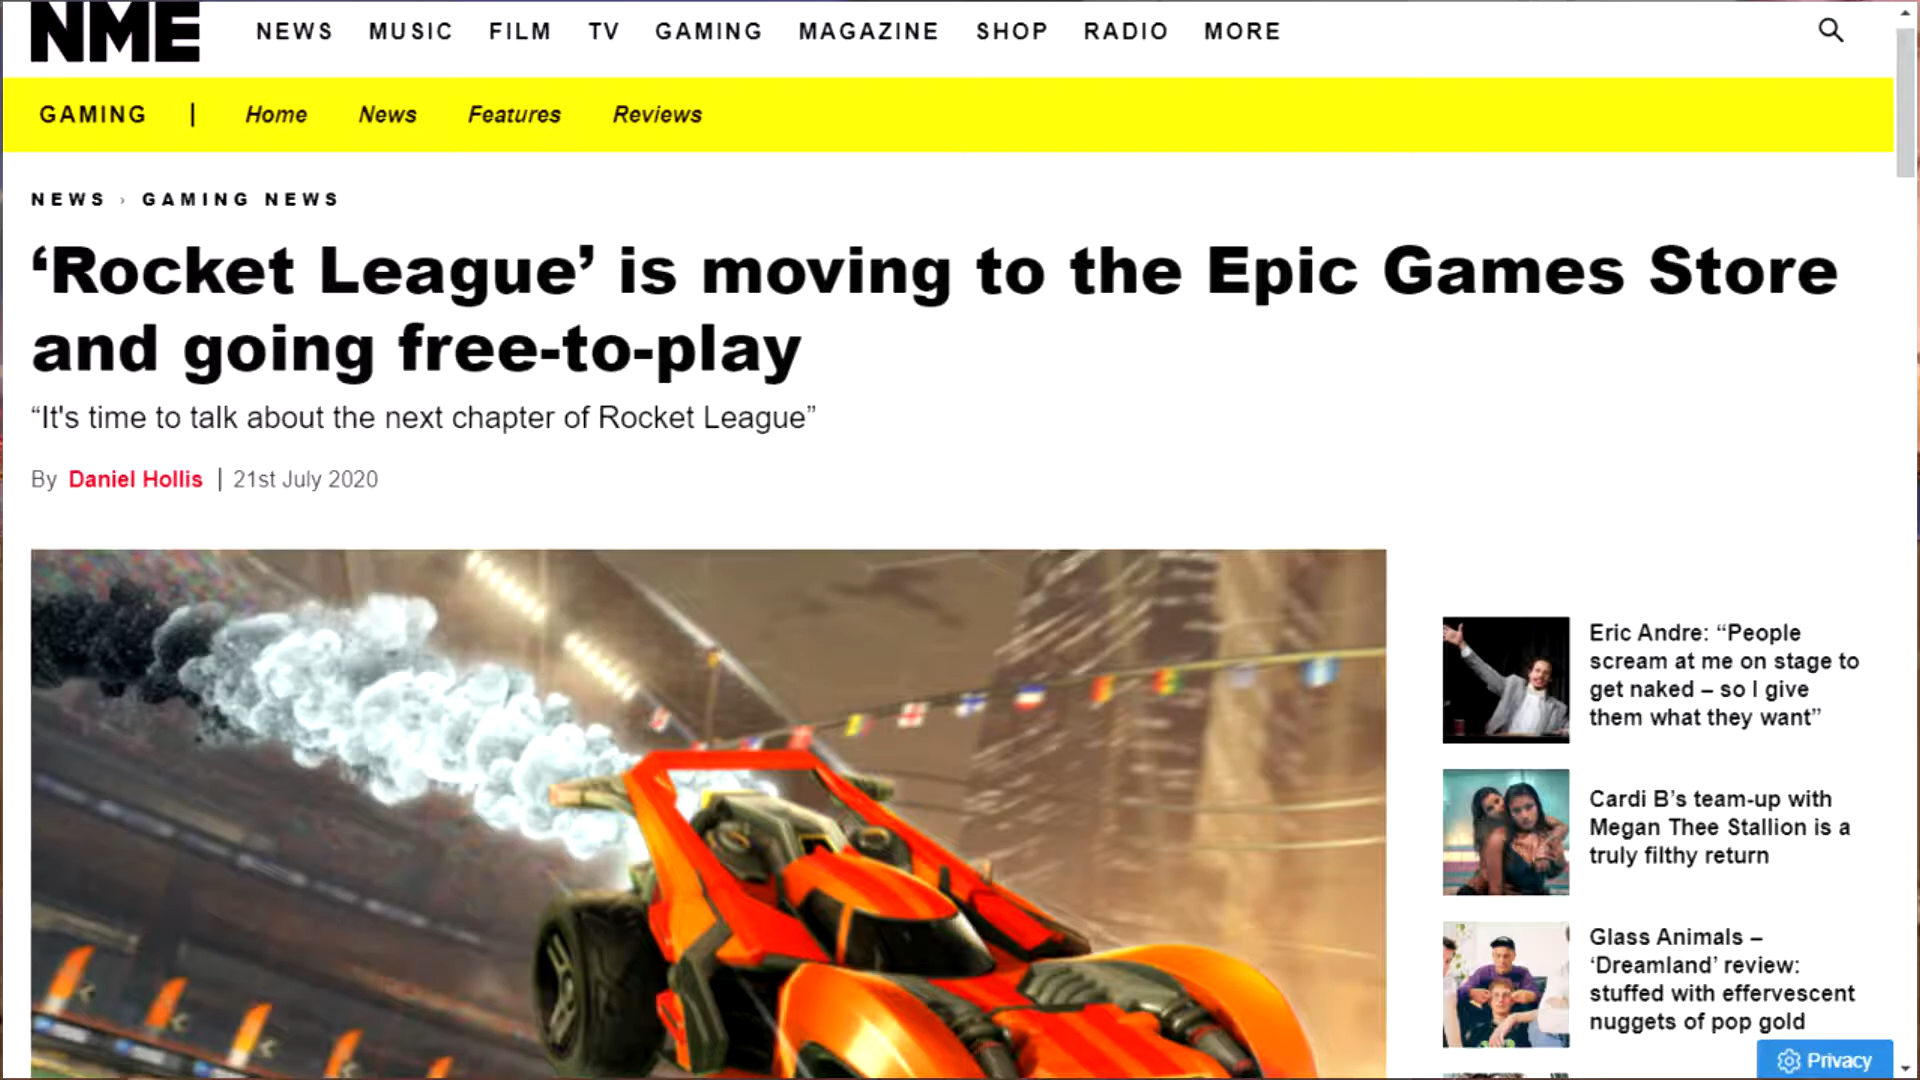 NME
NEWS MUSIC FILM TV GAMING MAGAZINE SHOP RADIO MORE
GAMING | Home News Features Reviews
NEWS › GAMING NEWS
‘Rocket League’ is moving to the Epic Games Store
and going free-to-play
“It's time to talk about the next chapter of Rocket League”
By Daniel Hollis | 21st July 2020
Eric Andre: “People
scream at me on stage to
get naked – so I give
them what they want”
Cardi B’s team-up with
Megan Thee Stallion is a
truly filthy return
Glass Animals –
‘Dreamland’ review:
stuffed with effervescent
nuggets of pop gold
Privacy